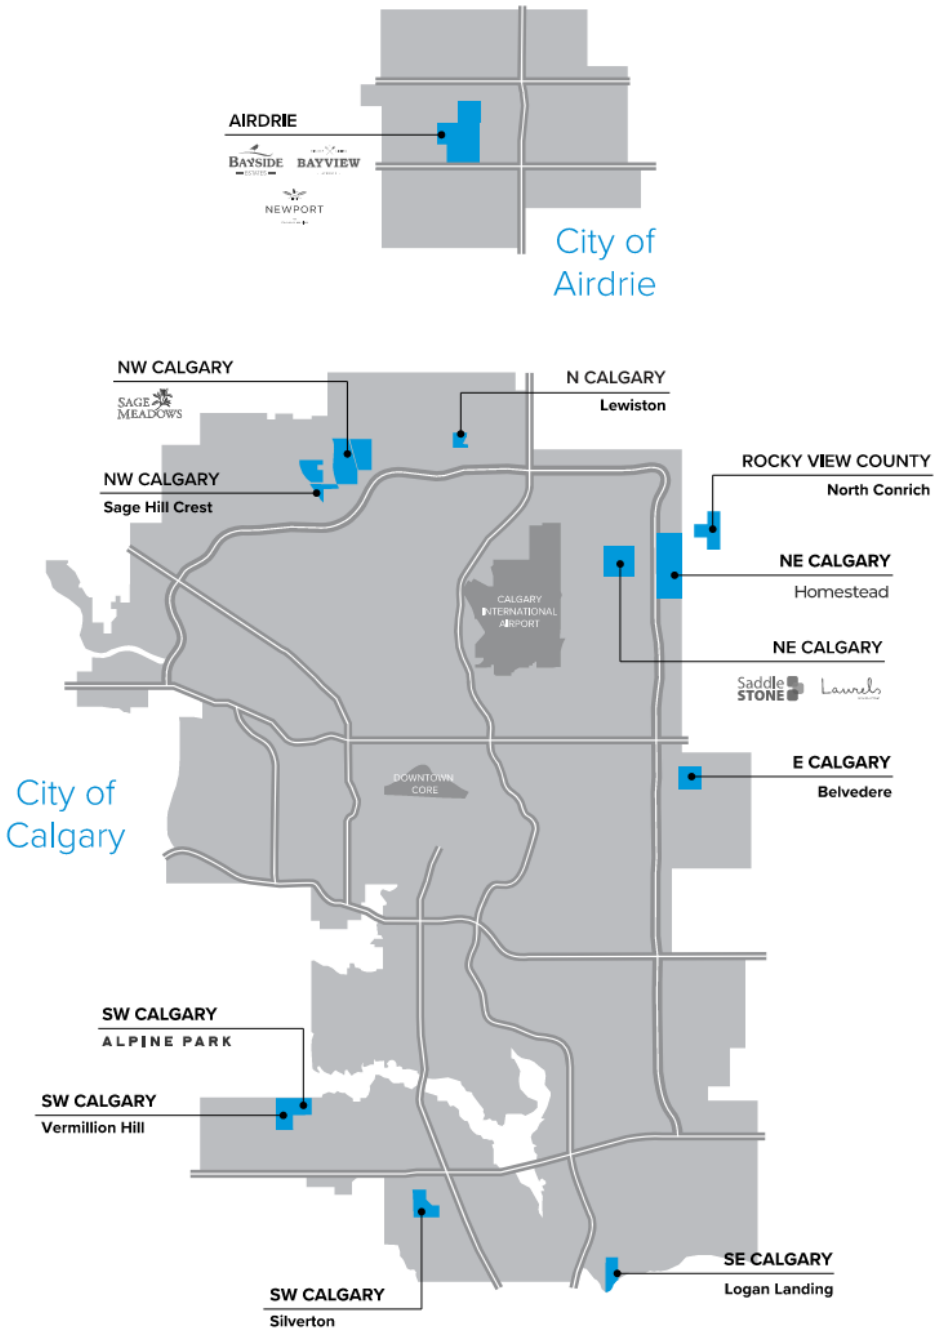 AIRDRIE
BAYSIDE
ESTATES
BAYVIEW
NEWPORT
City of
Airdrie
NW CALGARY
SAGE
MEADOWS
N CALGARY
Lewiston
NW CALGARY
Sage Hill Crest
ROCKY VIEW COUNTY
North Conrich
NE CALGARY
Homestead
CALGARY
INTERNATIONAL
AIRPORT
NE CALGARY
Saddle
STONE
Laurels
E CALGARY
Belvedere
DOWNTOWN
CORE
City of
Calgary
SW CALGARY
ALPINE PARK
SW CALGARY
Vermillion Hill
SE CALGARY
Logan Landing
SW CALGARY
Silverton